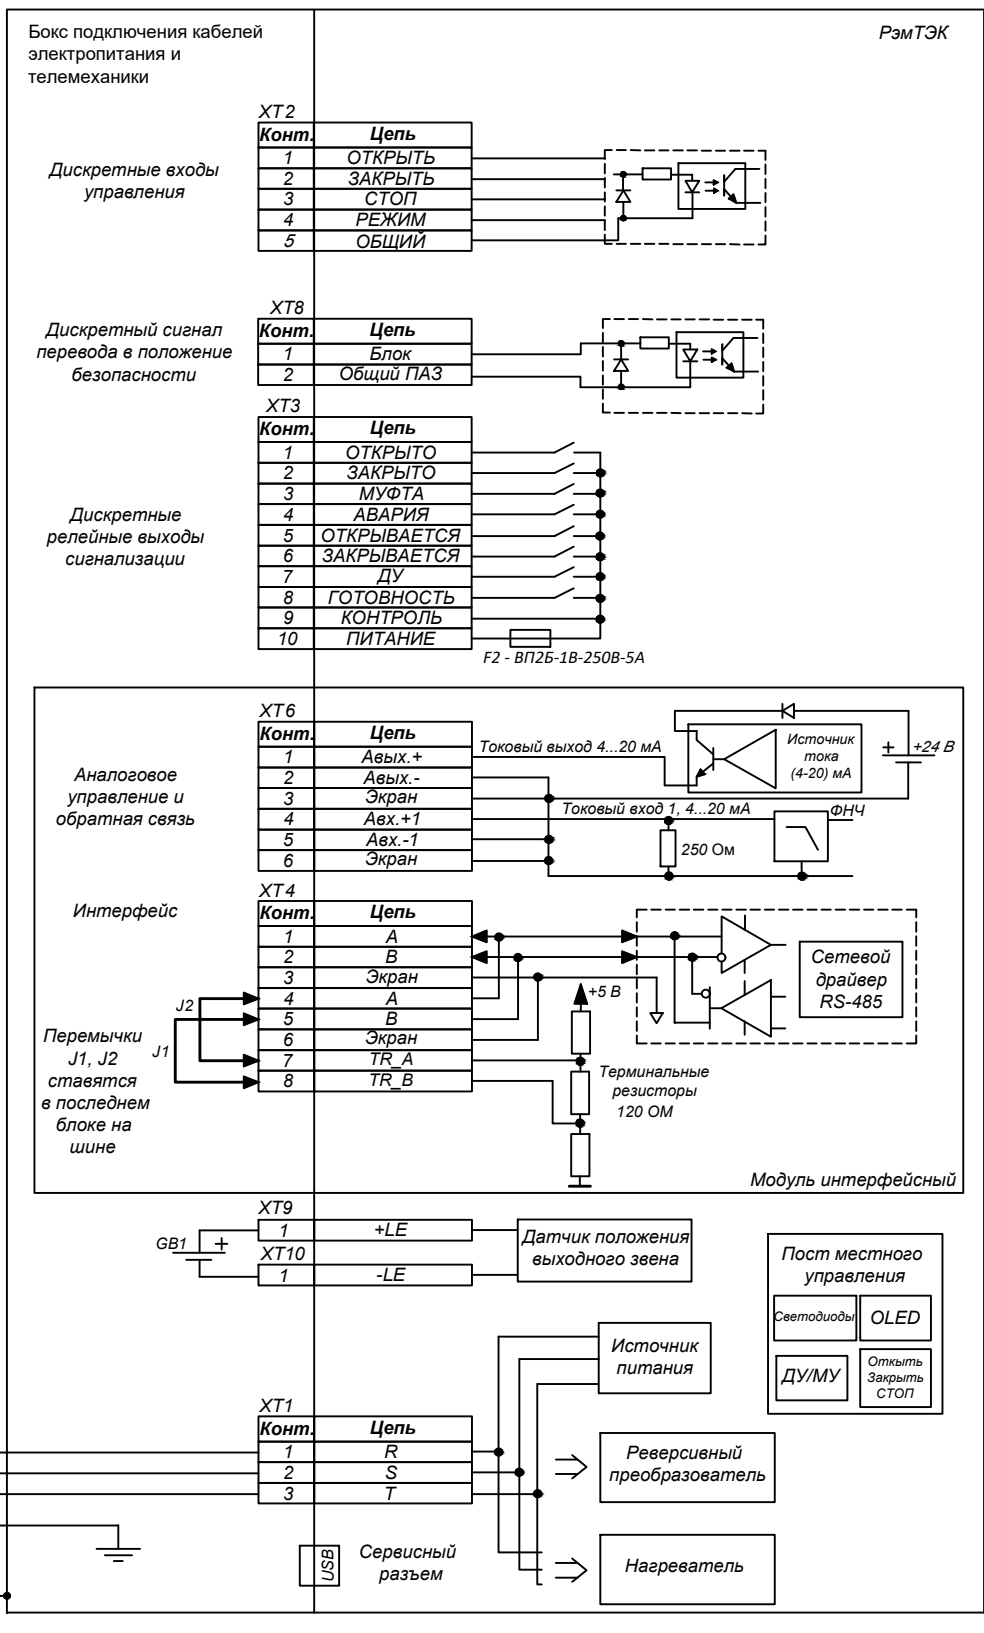 Бокс подключения кабелей
электропитания и
телемеханики
РэмТЭК
XT2
Конт. Цепь
Дискретные входы
управления
1 ОТКРЫТЬ
2 ЗАКРЫТЬ
3 СТОП
4 РЕЖИМ
5 ОБЩИЙ
XT8
Дискретный сигнал
перевода в положение
безопасности
Конт. Цепь
1 Блок
2 Общий ПАЗ
XT3
Конт. Цепь
Дискретные
релейные выходы
сигнализации
1 ОТКРЫТО
2 ЗАКРЫТО
3 МУФТА
4 АВАРИЯ
5 ОТКРЫВАЕТСЯ
6 ЗАКРЫВАЕТСЯ
7 ДУ
8 ГОТОВНОСТЬ
9 КОНТРОЛЬ
10 ПИТАНИЕ
F2 - ВП2Б-1В-250В-5А
XT6
Конт. Цепь
Аналоговое
управление и
обратная связь
1 Авых.+
2 Авых.-
3 Экран
4 Авх.+1
5 Авх.-1
6 Экран
Токовый выход 4...20 мА
Источник
тока
(4-20) мА
+
+24 В
Токовый вход 1, 4...20 мА
ФНЧ
250 Ом
Интерфейс
XT4
Конт. Цепь
1 A
2 B
3 Экран
4 A
5 B
6 Экран
7 TR_A
8 TR_B
J2
J1
Перемычки
J1, J2
ставятся
в последнем
блоке на
шине
+5 В
Терминальные
резисторы
120 ОМ
Сетевой
драйвер
RS-485
Модуль интерфейсный
XT9
1 +LE
GB1
+
XT10
1 -LE
Датчик положения
выходного звена
Пост местного
управления
Светодиоды
OLED
ДУ/МУ
Откыть
Закрыть
СТОП
Источник
питания
XT1
Конт. Цепь
1 R
2 S
3 T
Реверсивный
преобразователь
USB
Сервисный
разъем
Нагреватель